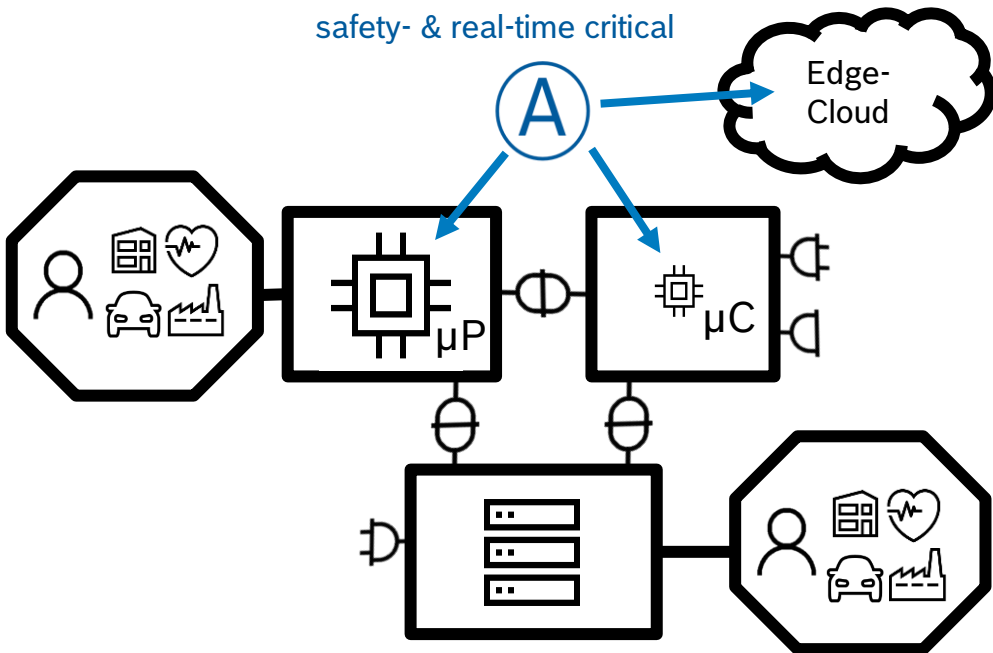 safety- & real-time critical
A
Edge-
Cloud
µP
µC